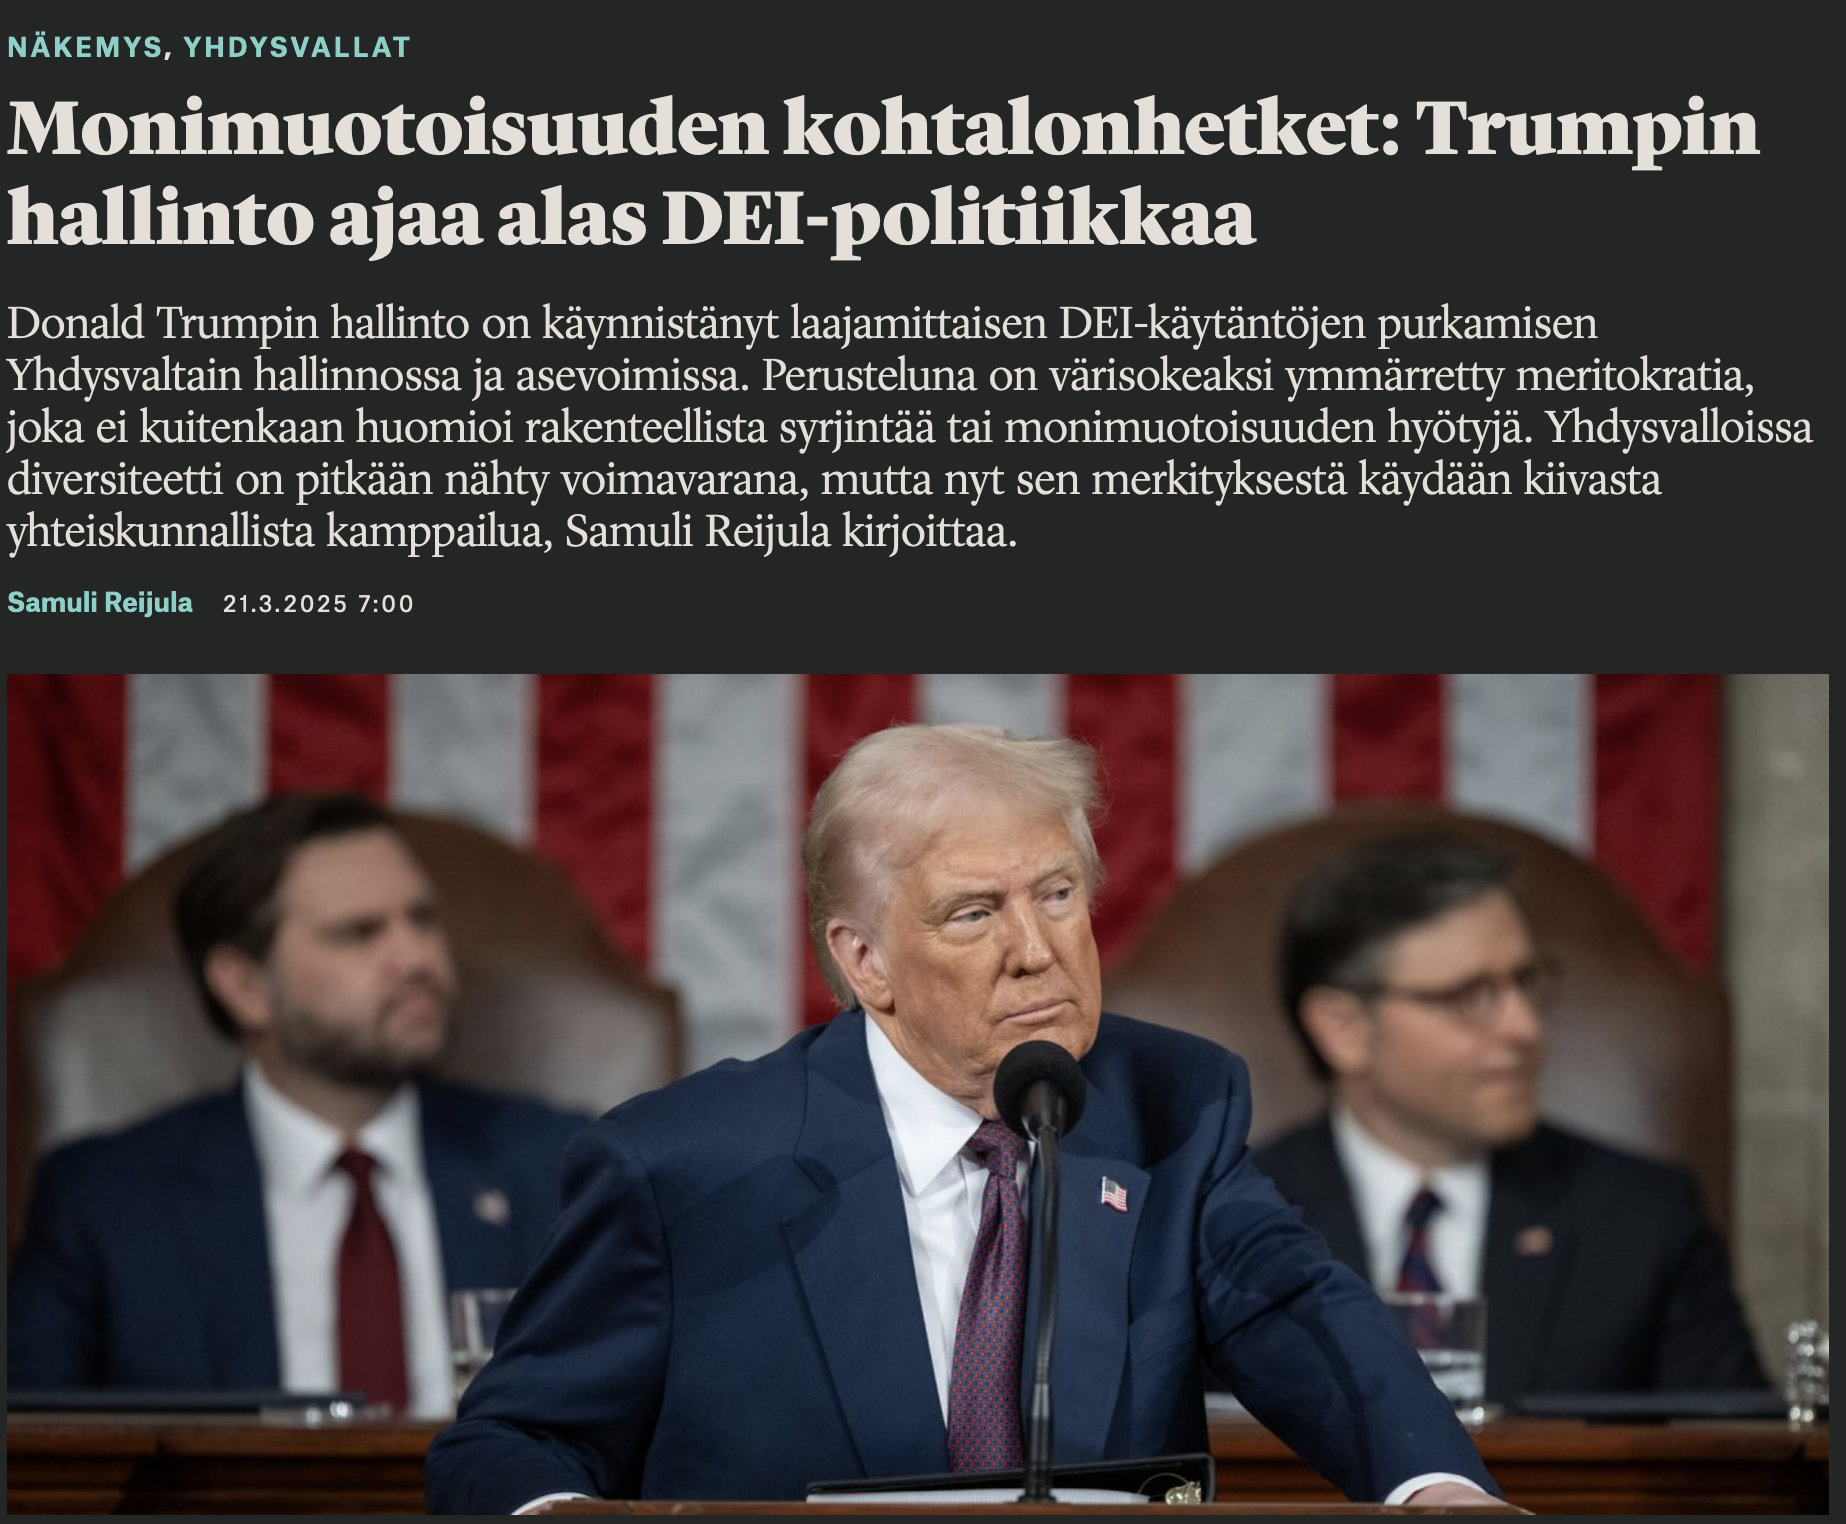 NÄKEMYS, YHDYSVALLAT
Monimuotoisuuden kohtalonhetket: Trumpin
hallinto ajaa alas DEI-politiikkaa
Donald Trumpin hallinto on käynnistänyt laajamittaisen DEI-käytäntöjen purkamisen
Yhdysvaltain hallinnossa ja asevoimissa. Perusteluna on värisokeaksi ymmärretty meritokratia,
joka ei kuitenkaan huomioi rakenteellista syrjintää tai monimuotoisuuden hyötyjä. Yhdysvalloissa
diversiteetti on pitkään nähty voimavarana, mutta nyt sen merkityksestä käydään kiivasta
yhteiskunnallista kamppailua, Samuli Reijula kirjoittaa.
Samuli Reijula 21.3.2025 7:00